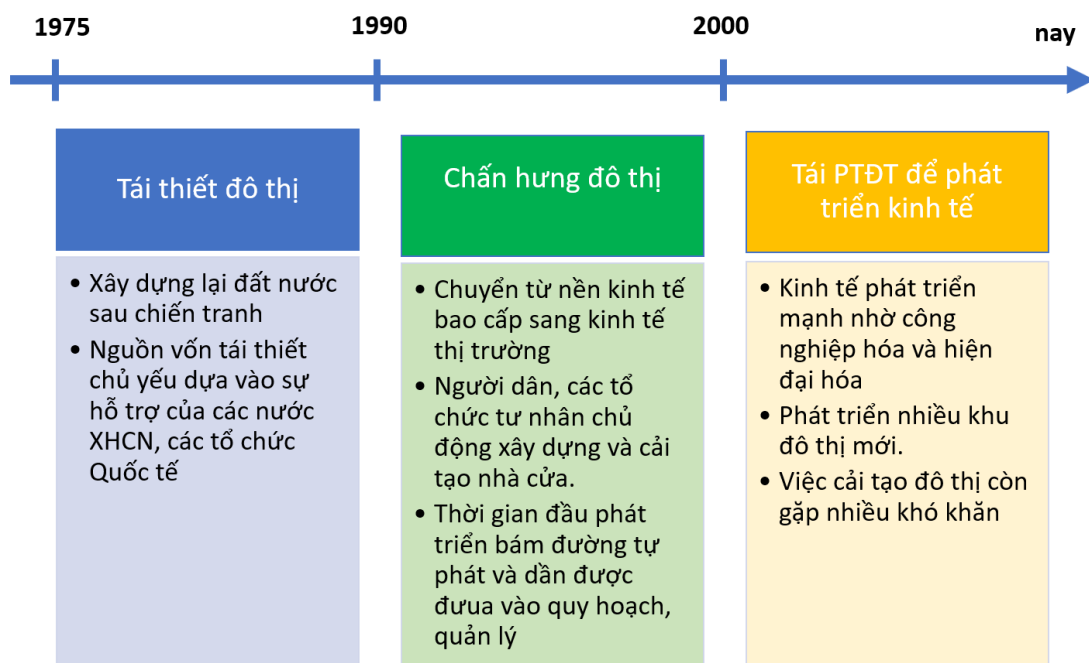 1975
1990
2000
nay
Tái thiết đô thị
• Xây dựng lại đất nước
sau chiến tranh
• Nguồn vốn tái thiết
chủ yếu dựa vào sự
hỗ trợ của các nước
XHCN, các tổ chức
Quốc tế
Chấn hưng đô thị
• Chuyển từ nền kinh tế
bao cấp sang kinh tế
thị trường
• Người dân, các tổ
chức tư nhân chủ
động xây dựng và cải
tạo nhà cửa.
• Thời gian đầu phát
triển bám đường tự
phát và dần được
đưua vào quy hoạch,
quản lý
Tái PTĐT để phát
triển kinh tế
• Kinh tế phát triển
mạnh nhờ công
nghiệp hóa và hiện
đại hóa
• Phát triển nhiều khu
đô thị mới.
• Việc cải tạo đô thị còn
gặp nhiều khó khăn